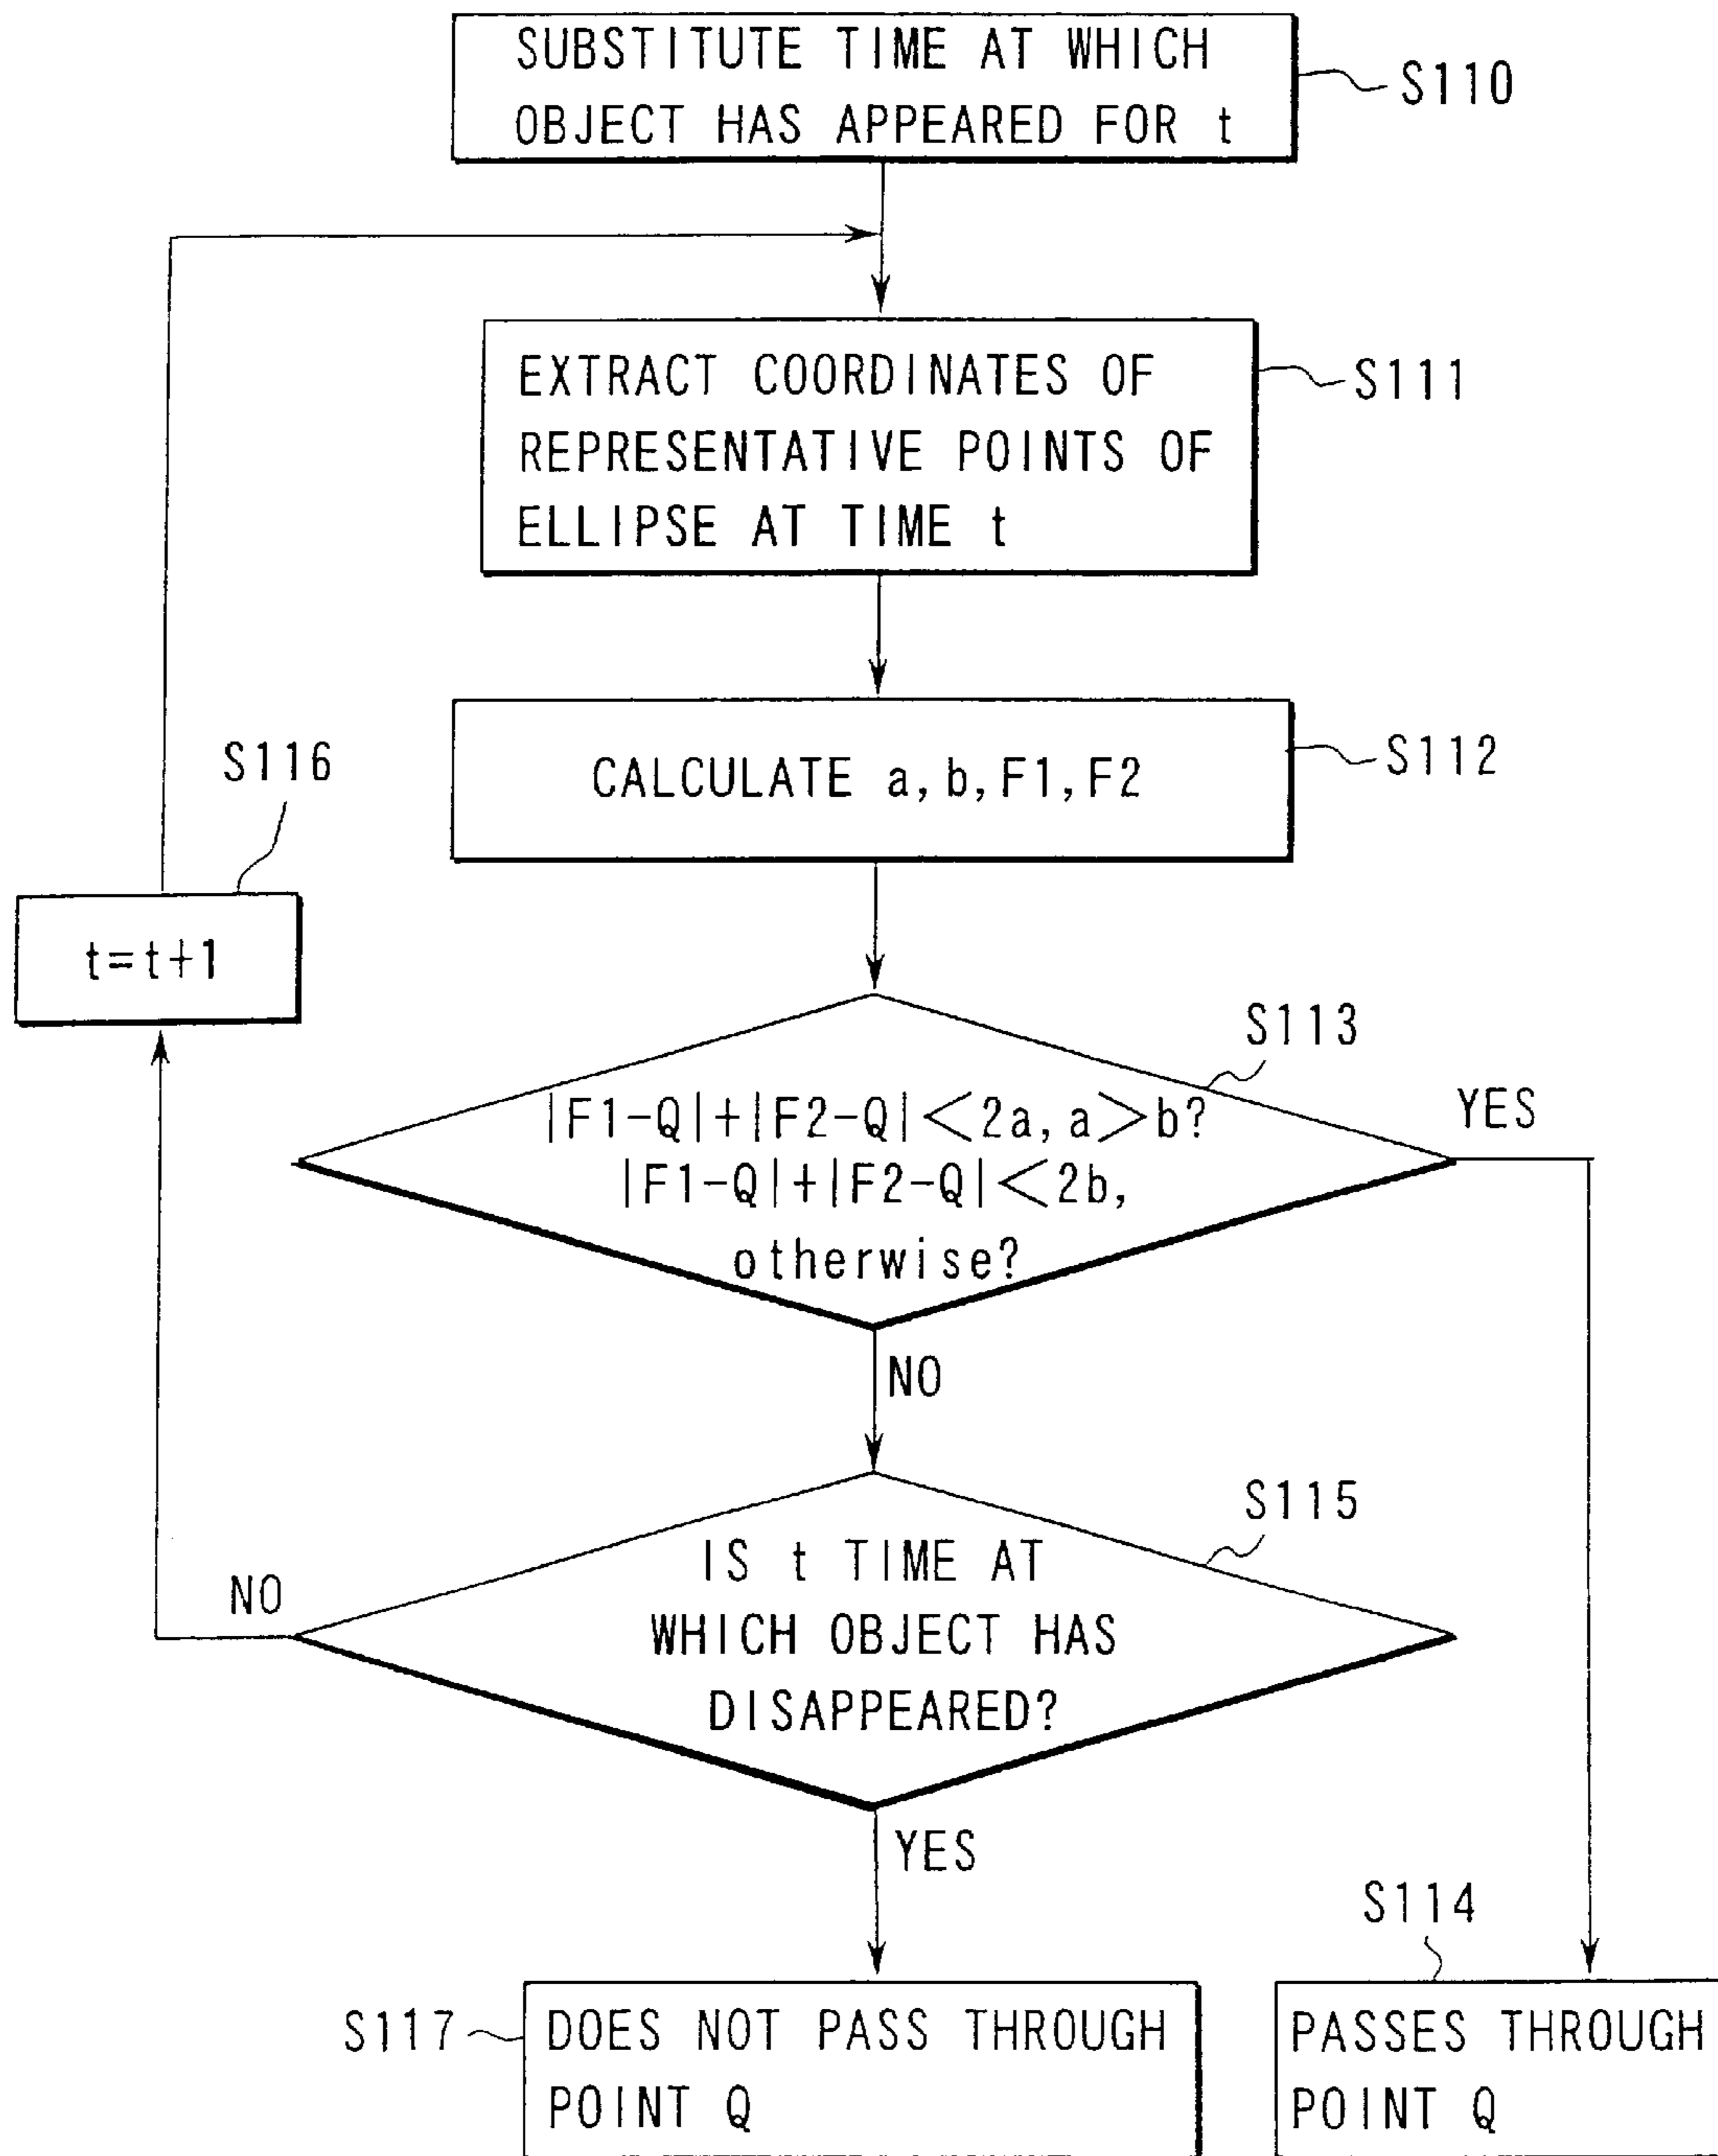 SUBSTITUTE TIME AT WHICH
OBJECT HAS APPEARED FOR t
S110
EXTRACT COORDINATES OF
REPRESENTATIVE POINTS OF
ELLIPSE AT TIME t
S111
CALCULATE a, b, F1, F2
S112
S116
t=t+1
S113
|F1-Q|+|F2-Q|<2a, a>b?
|F1-Q|+|F2-Q|<2b,
otherwise?
YES
NO
S115
IS t TIME AT
WHICH OBJECT HAS
DISAPPEARED?
NO
YES
S114
S117
DOES NOT PASS THROUGH
POINT Q
PASSES THROUGH
POINT Q